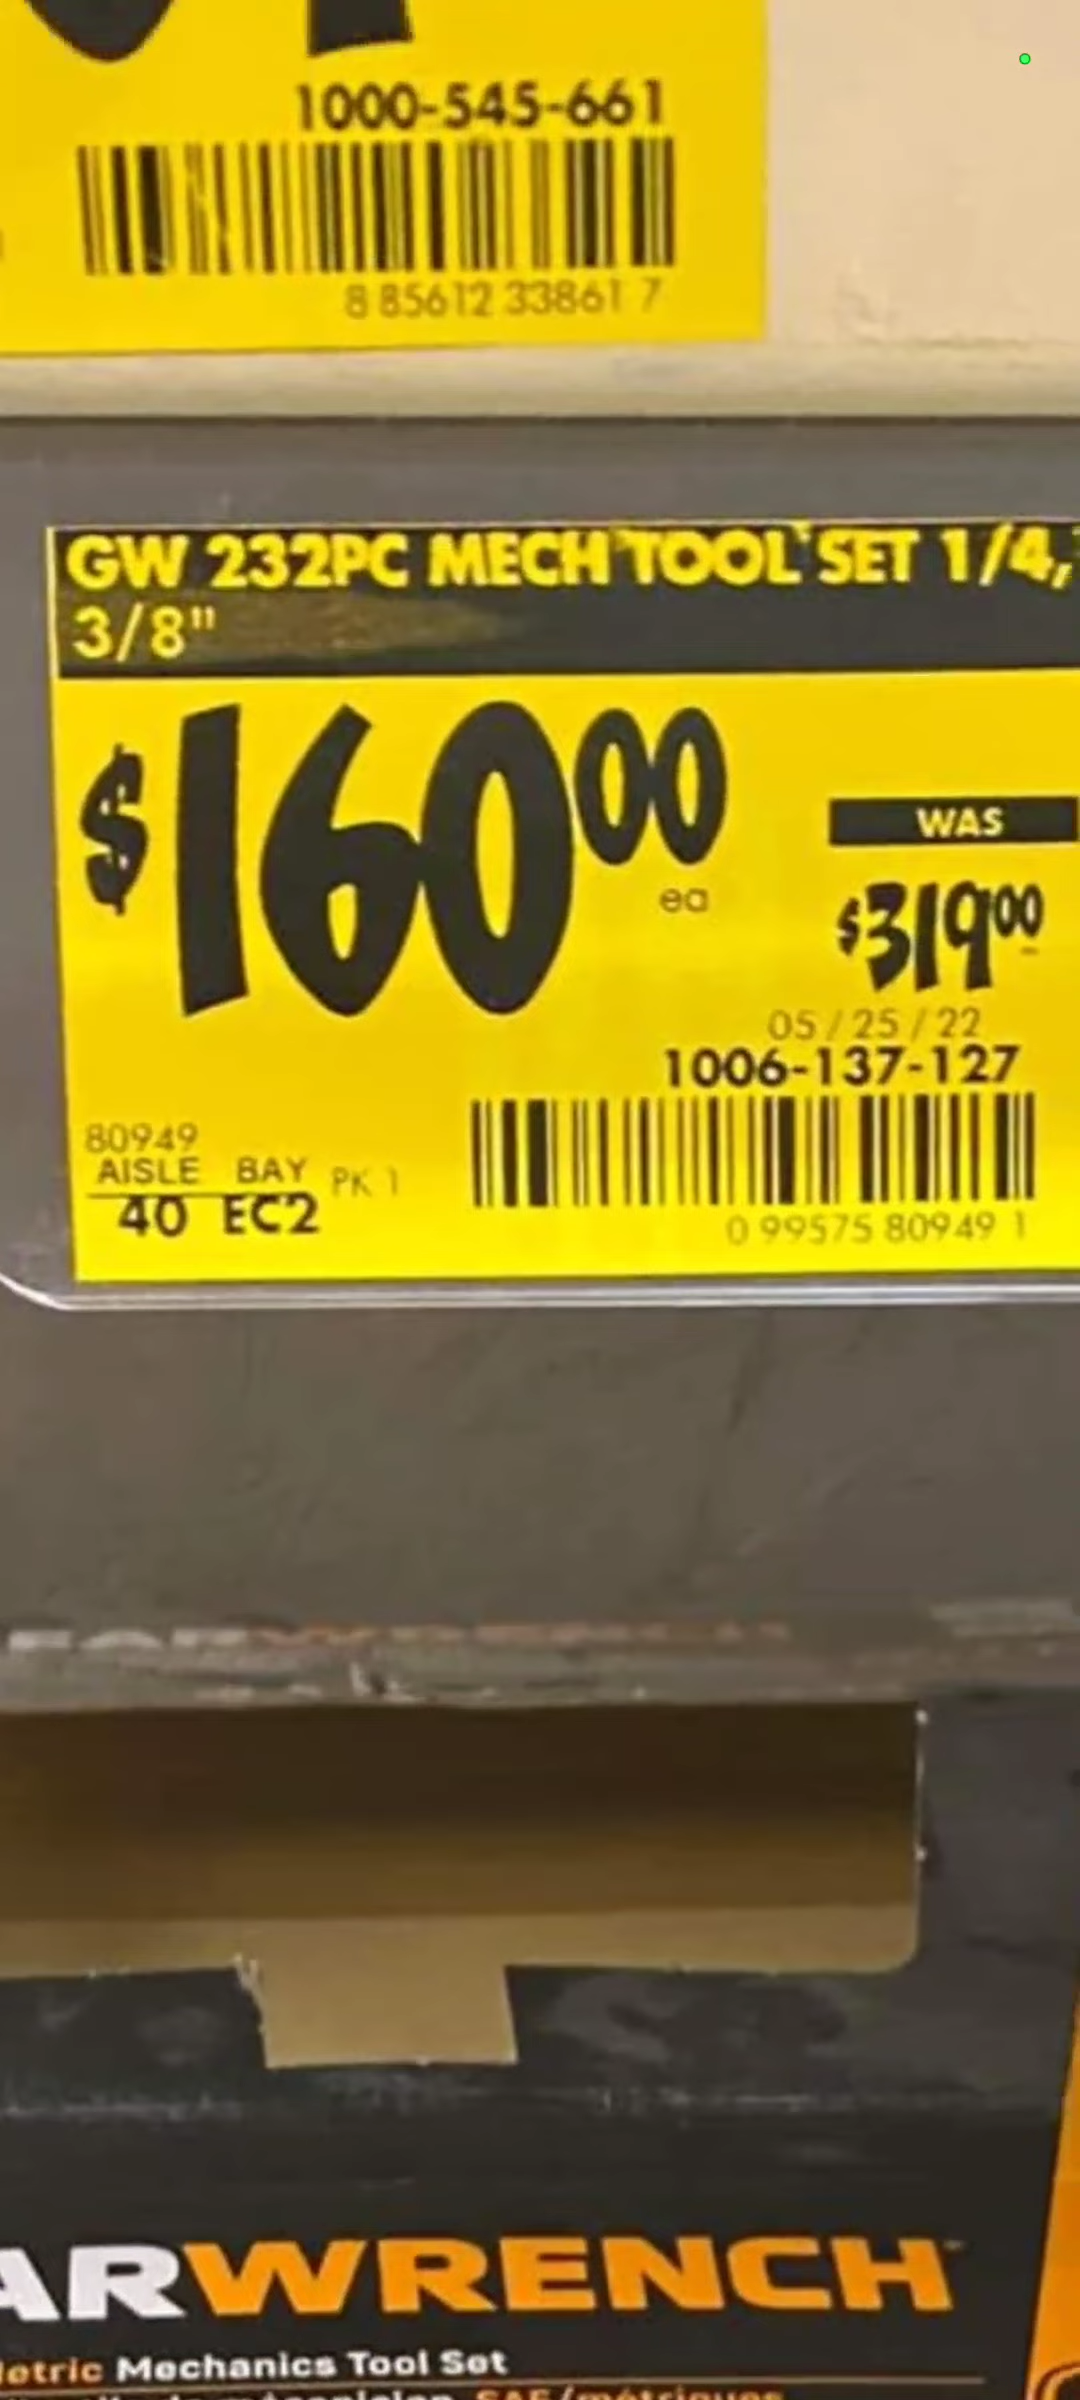 1000-545-661
8 85612 33861 7
GW 232PC MECH TOOL SET 1/4,
3/8"
$160 00
ea
WAS
$319 00
05/25/22
1006-137-127
80949
AISLE BAY PK 1
40 EC2
0 99575 80949 1
ARWRENCH
Mechanics Tool Set
SAE/métriques